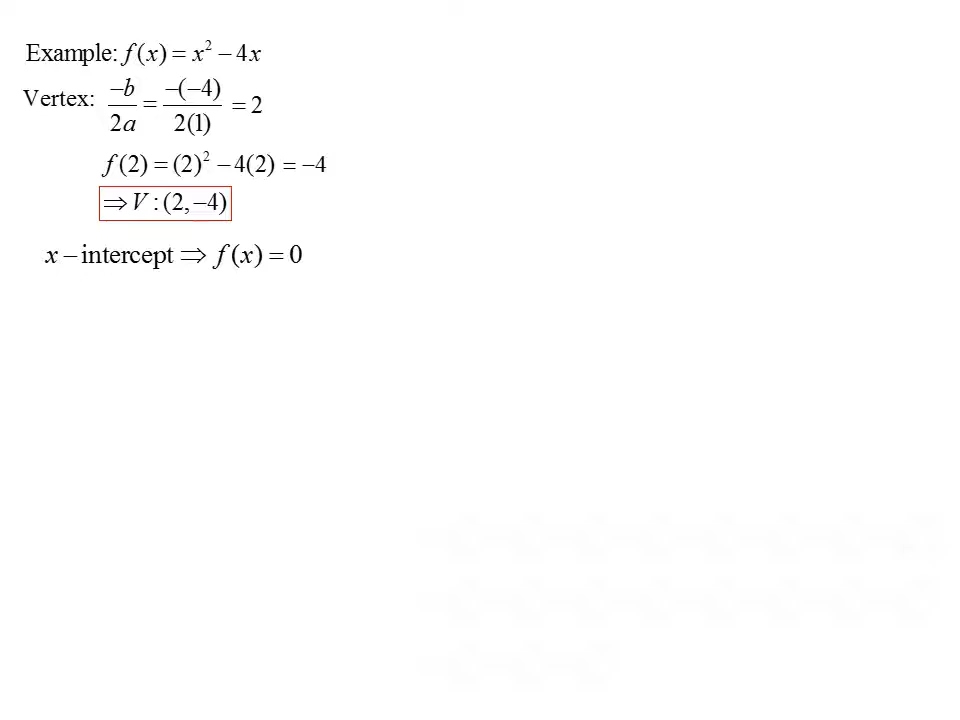 Example: f(x) = x² − 4x
Vertex: −b/2a = −(−4)/2(1) = 2
f(2) = (2)² − 4(2) = −4
⇒ V : (2, −4)
x − intercept ⇒ f(x) = 0